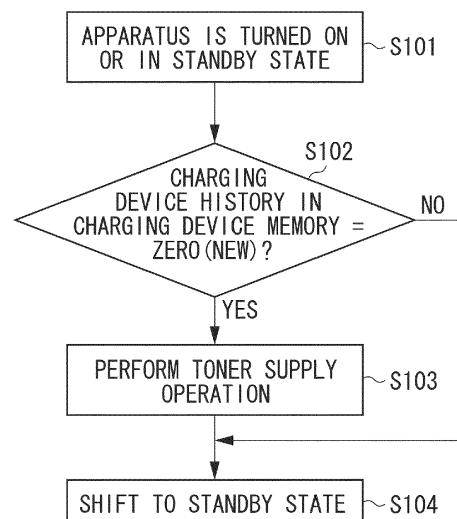 APPARATUS IS TURNED ON
OR IN STANDBY STATE
S101
S102
CHARGING
DEVICE HISTORY IN
CHARGING DEVICE MEMORY =
ZERO(NEW)?
NO
YES
PERFORM TONER SUPPLY
OPERATION
S103
SHIFT TO STANDBY STATE
S104